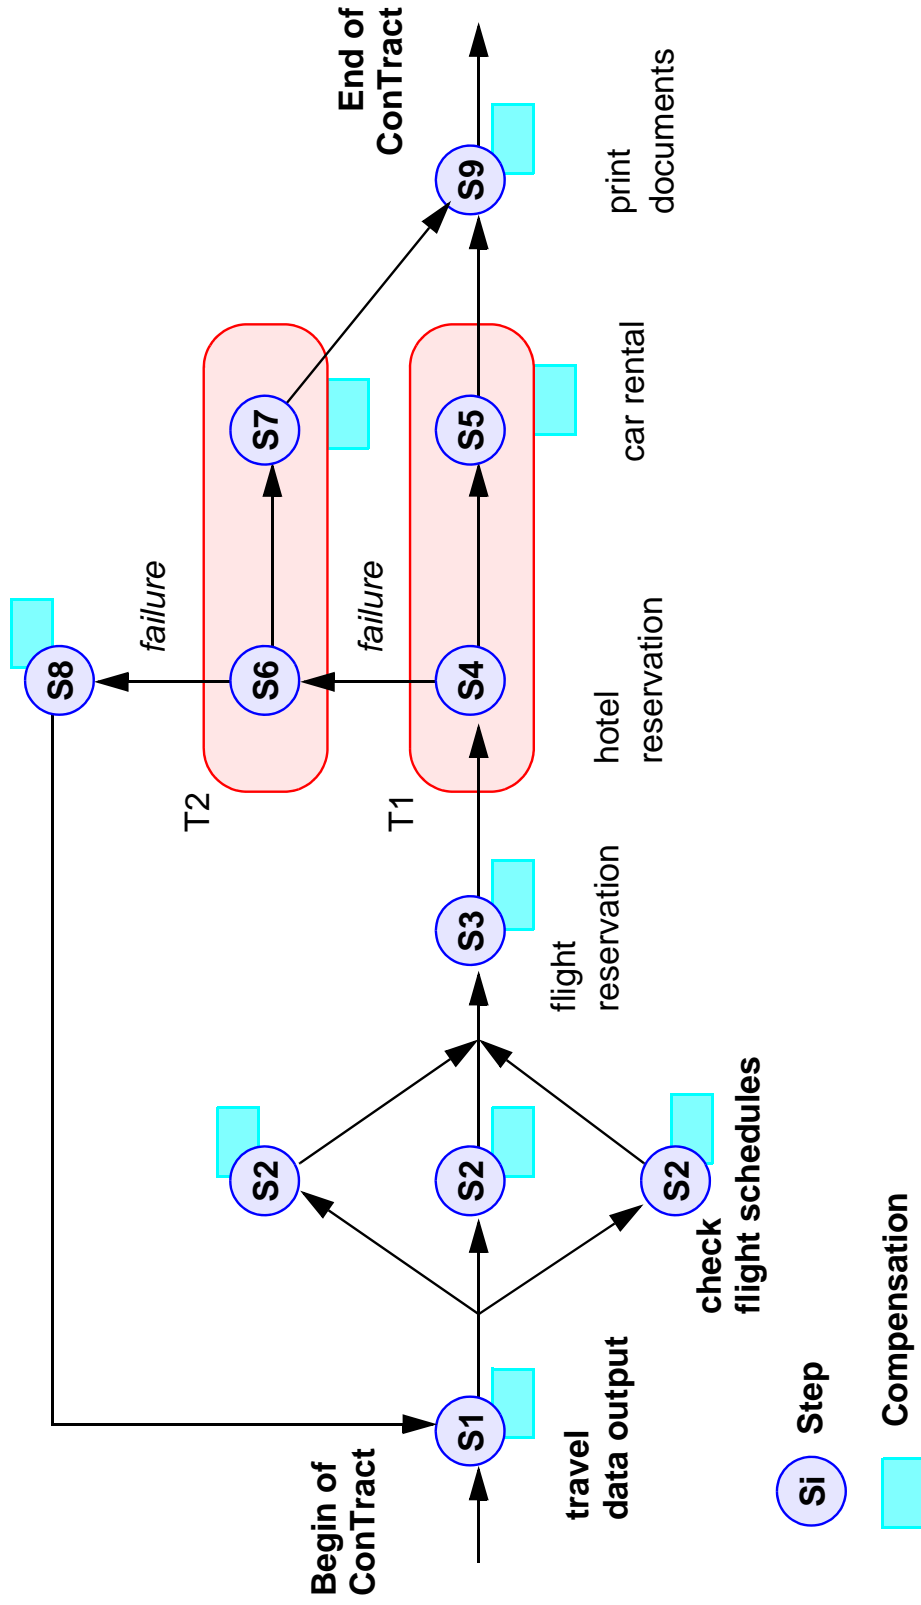 Begin of
ConTract
S1
travel
data output
S2
S2
S2
check
flight schedules
S3
flight
reservation
T2
T1
S8
failure
S6
failure
S4
hotel
reservation
S7
S5
car rental
S9
print
documents
End of
ConTract
Si
Step
Compensation